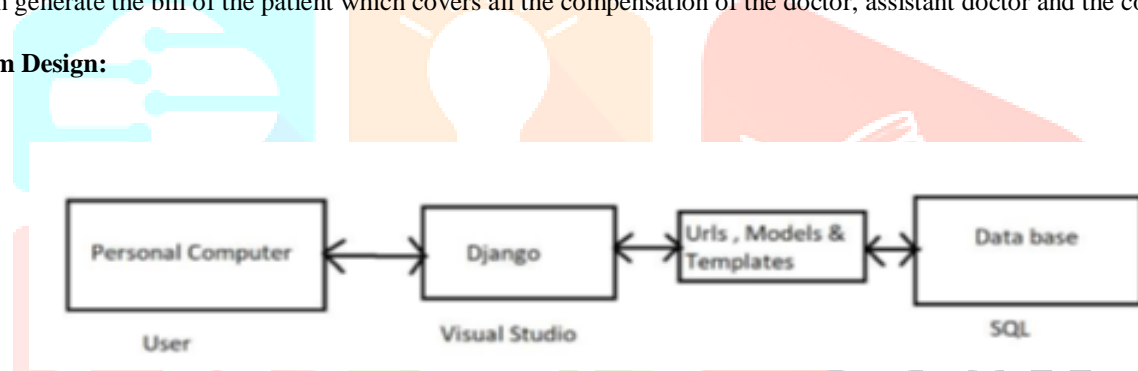 generate the bill of the patient which covers all the compensation of the doctor, assistant doctor and the
Design:
Personal Computer
Django
Urls , Models &
Templates
Data base
User
Visual Studio
SQL